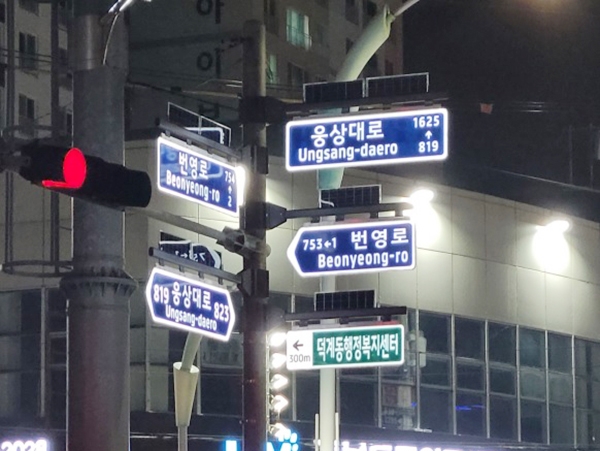 웅상대로 1625
↑
Ungsang-daero 819
번영로 754
↑
Beonyeong-ro 2
753←1 번영로
Beonyeong-ro
819 웅상대로 823
Ungsang-daero
← 덕계동행정복지센터
300m